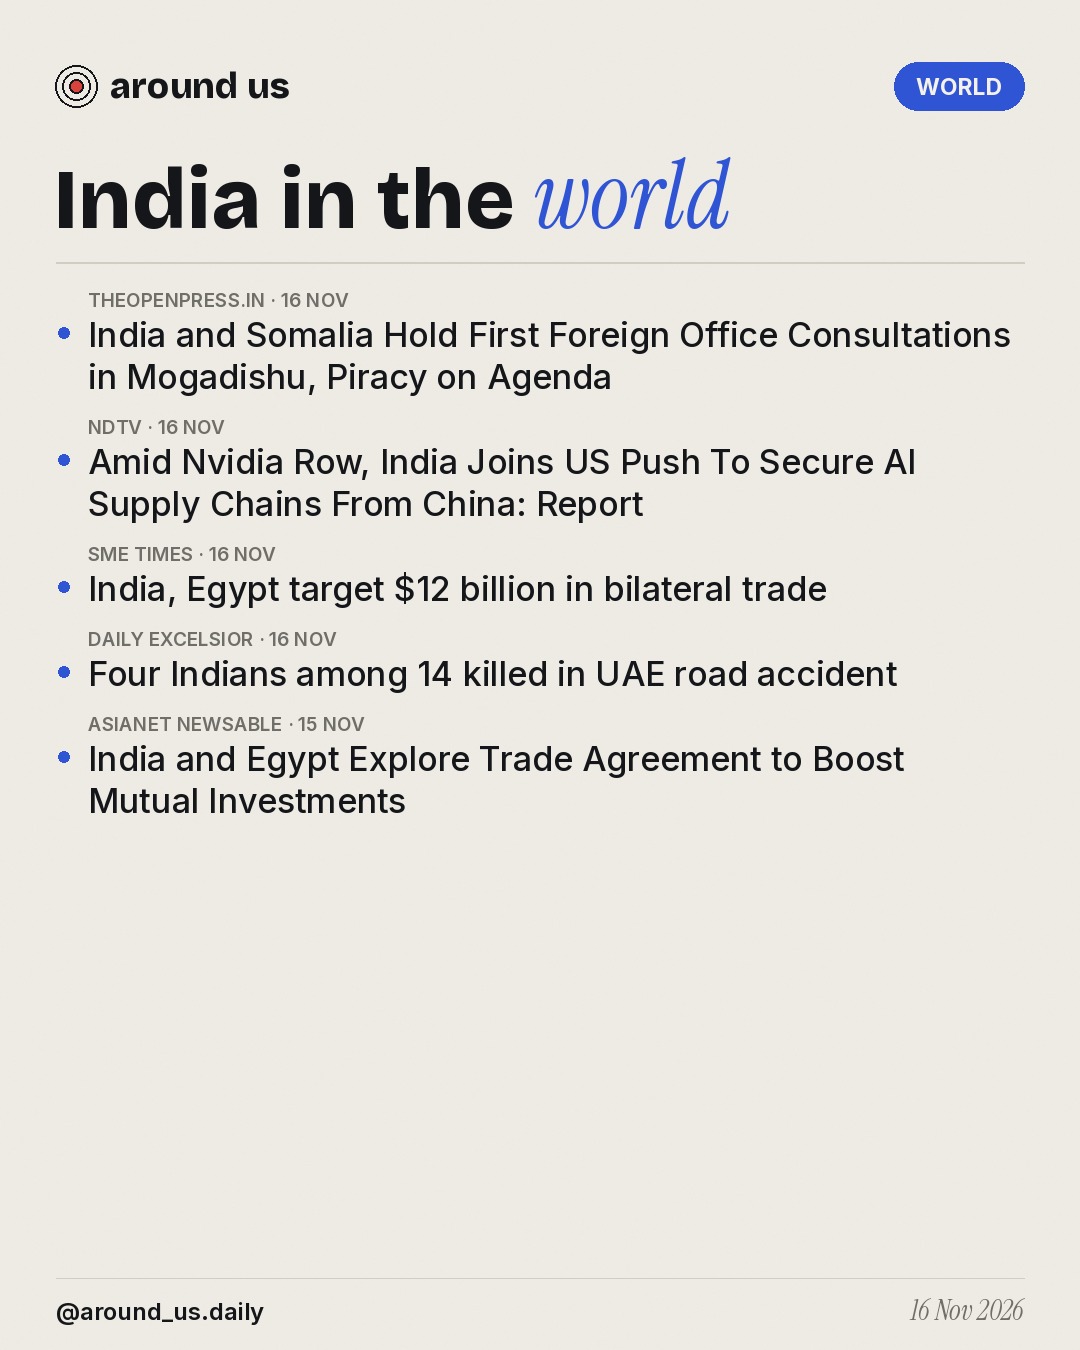 around us
WORLD
India in the world
THEOPENPRESS.IN · 16 NOV
India and Somalia Hold First Foreign Office Consultations
in Mogadishu, Piracy on Agenda
NDTV · 16 NOV
Amid Nvidia Row, India Joins US Push To Secure AI
Supply Chains From China: Report
SME TIMES · 16 NOV
India, Egypt target $12 billion in bilateral trade
DAILY EXCELSIOR · 16 NOV
Four Indians among 14 killed in UAE road accident
ASIANET NEWSABLE · 15 NOV
India and Egypt Explore Trade Agreement to Boost
Mutual Investments
@around_us.daily
16 Nov 2026